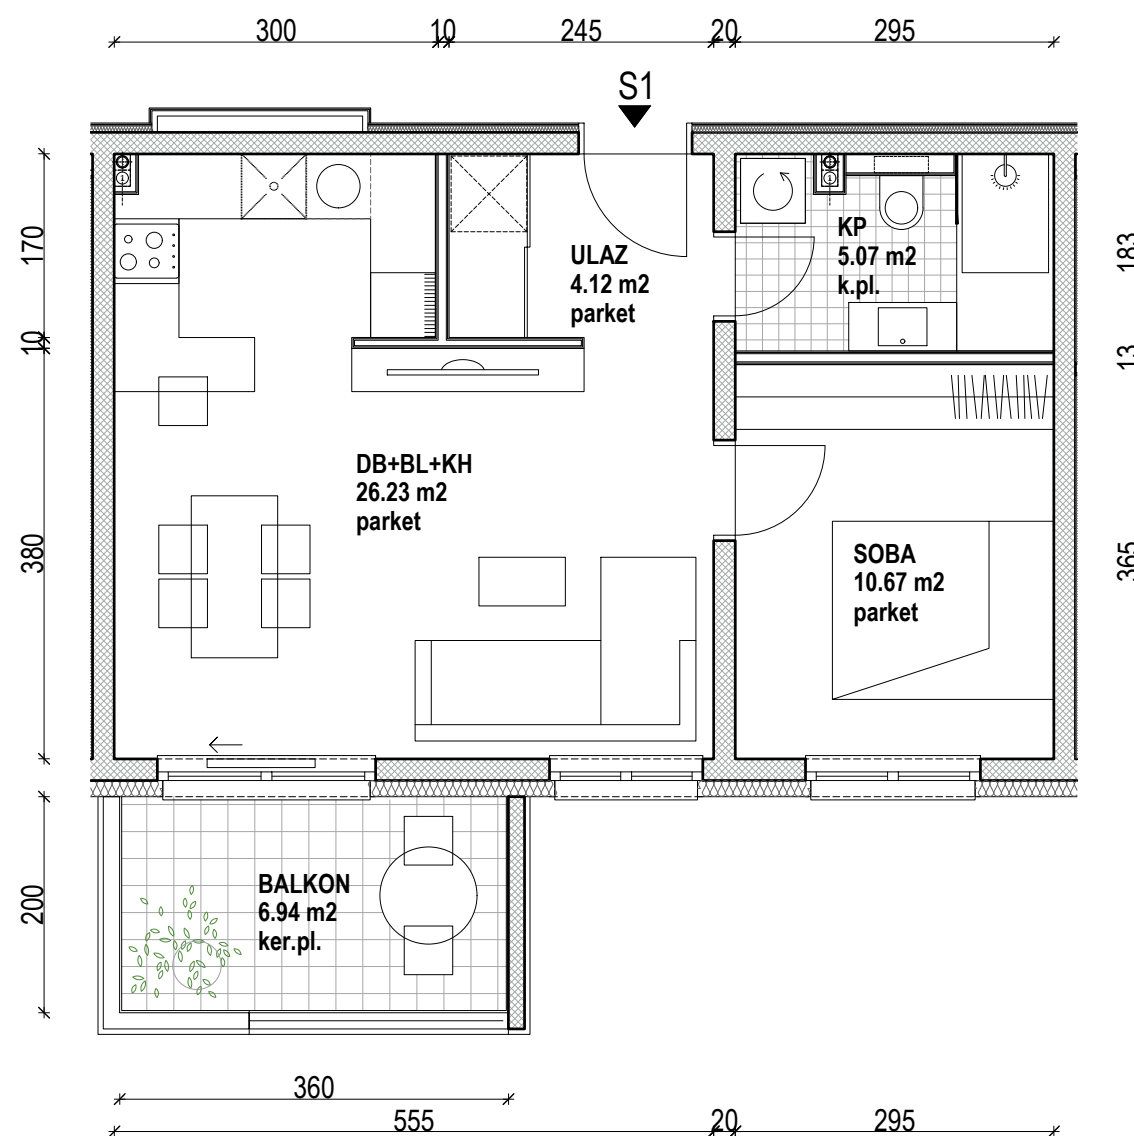 300
10
245
20
295
S1
170
10
380
200
183
13
365
ULAZ
4.12 m2
parket
KP
5.07 m2
k.pl.
DB+BL+KH
26.23 m2
parket
SOBA
10.67 m2
parket
BALKON
6.94 m2
ker.pl.
360
555
20
295